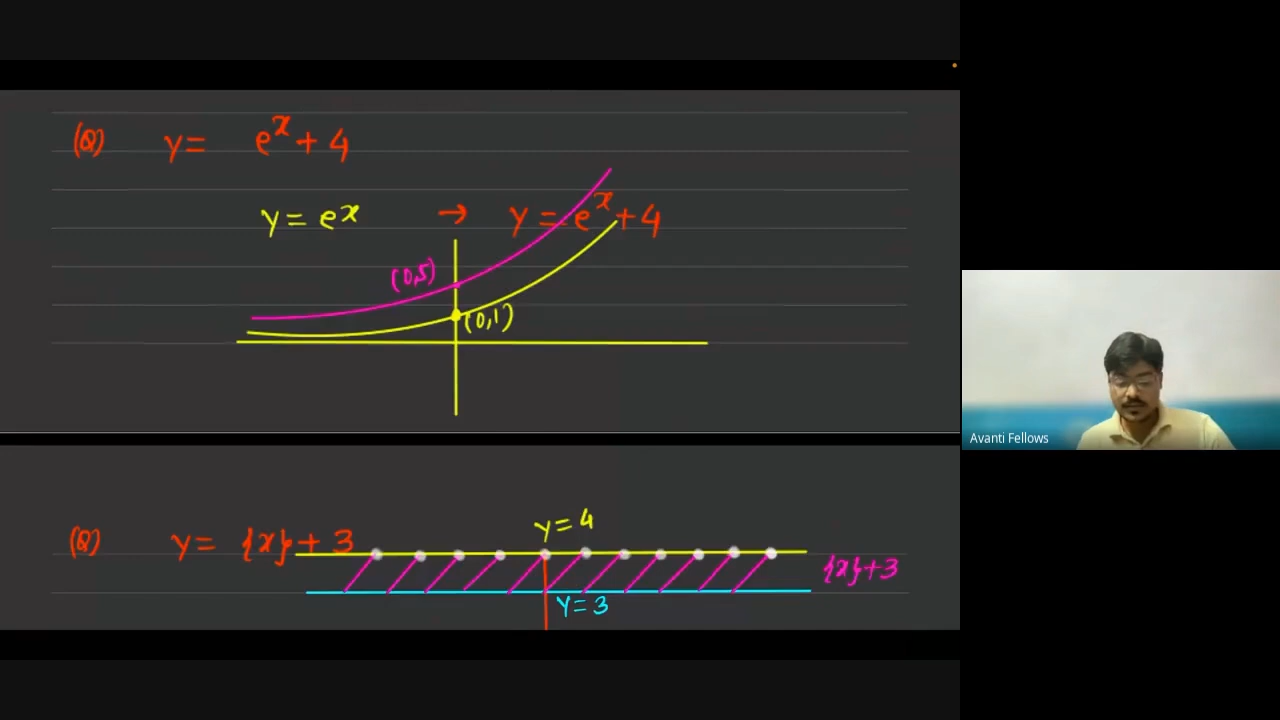 (Q) y = e^x + 4
y = e^x → y = e^x + 4
(0,5)
(0,1)
Avanti Fellows
y = 4
(Q) y = {x} + 3
{x}+3
y = 3